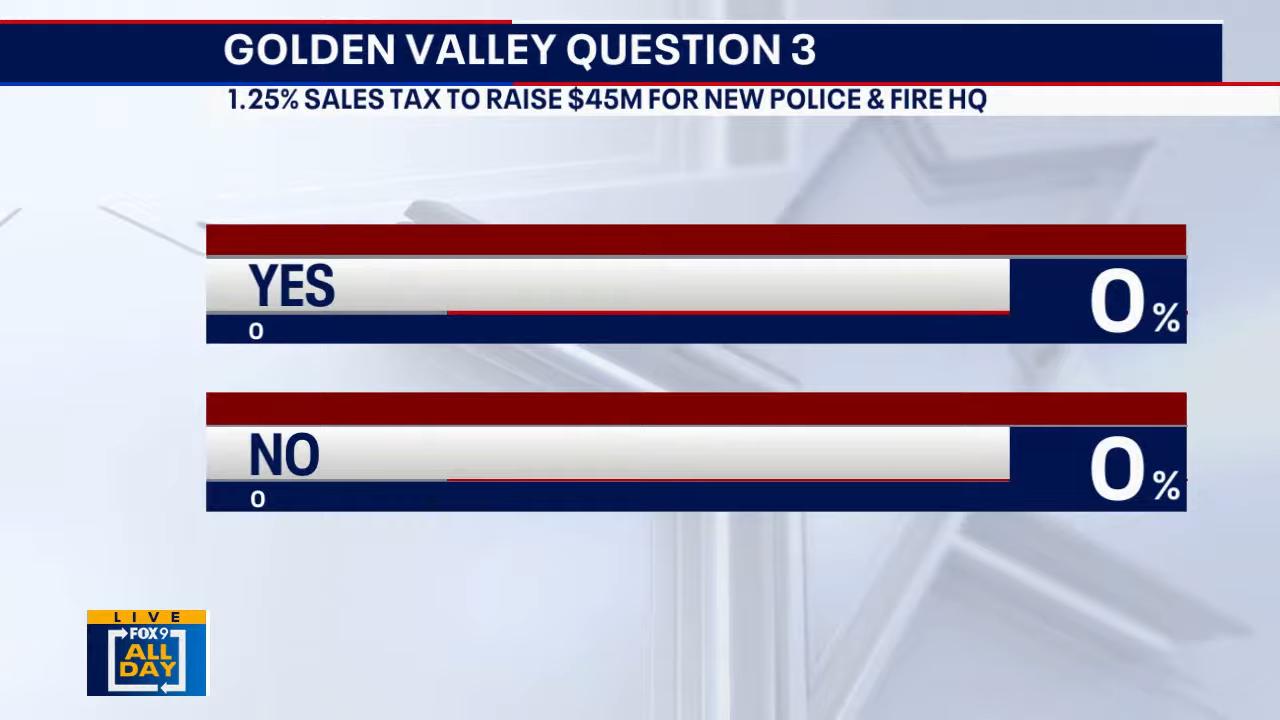 GOLDEN VALLEY QUESTION 3
1.25% SALES TAX TO RAISE $45M FOR NEW POLICE & FIRE HQ
YES
0
0%
NO
0
0%
LIVE
FOX 9
ALL
DAY